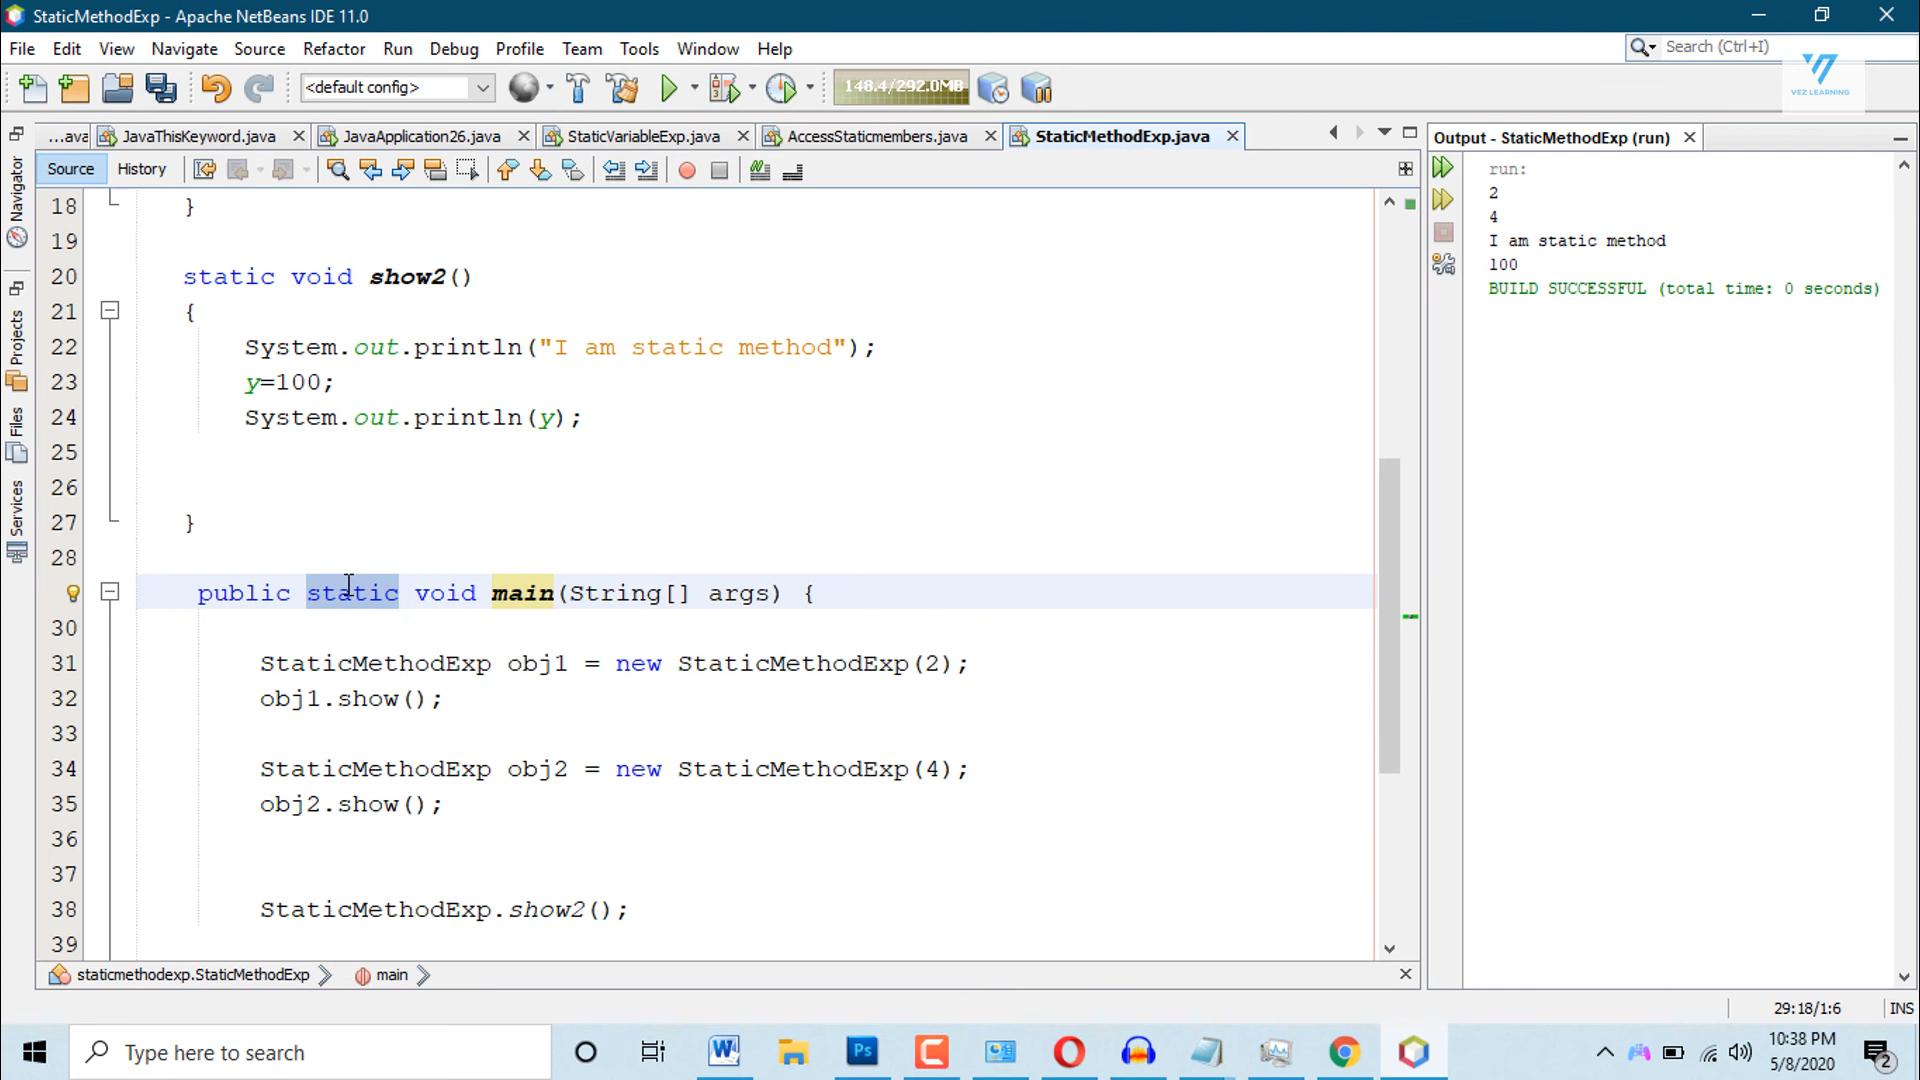 StaticMethodExp - Apache NetBeans IDE 11.0
File Edit View Navigate Source Refactor Run Debug Profile Team Tools Window Help
Search (Ctrl+I)
<default config>
148.4/292.0MB
VEZ LEARNING
...ava JavaThisKeyword.java JavaApplication26.java StaticVariableExp.java AccessStaticmembers.java StaticMethodExp.java
Output - StaticMethodExp (run)
Source History
Navigator
Projects
Files
Services
18 }
19
20 static void show2()
21 {
22 System.out.println("I am static method");
23 y=100;
24 System.out.println(y);
25
26
27 }
28
public static void main(String[] args) {
30
31 StaticMethodExp obj1 = new StaticMethodExp(2);
32 obj1.show();
33
34 StaticMethodExp obj2 = new StaticMethodExp(4);
35 obj2.show();
36
37
38 StaticMethodExp.show2();
39
run:
2
4
I am static method
100
BUILD SUCCESSFUL (total time: 0 seconds)
staticmethodexp.StaticMethodExp main
29:18/1:6 INS
Type here to search
W
Ps
10:38 PM
5/8/2020
2